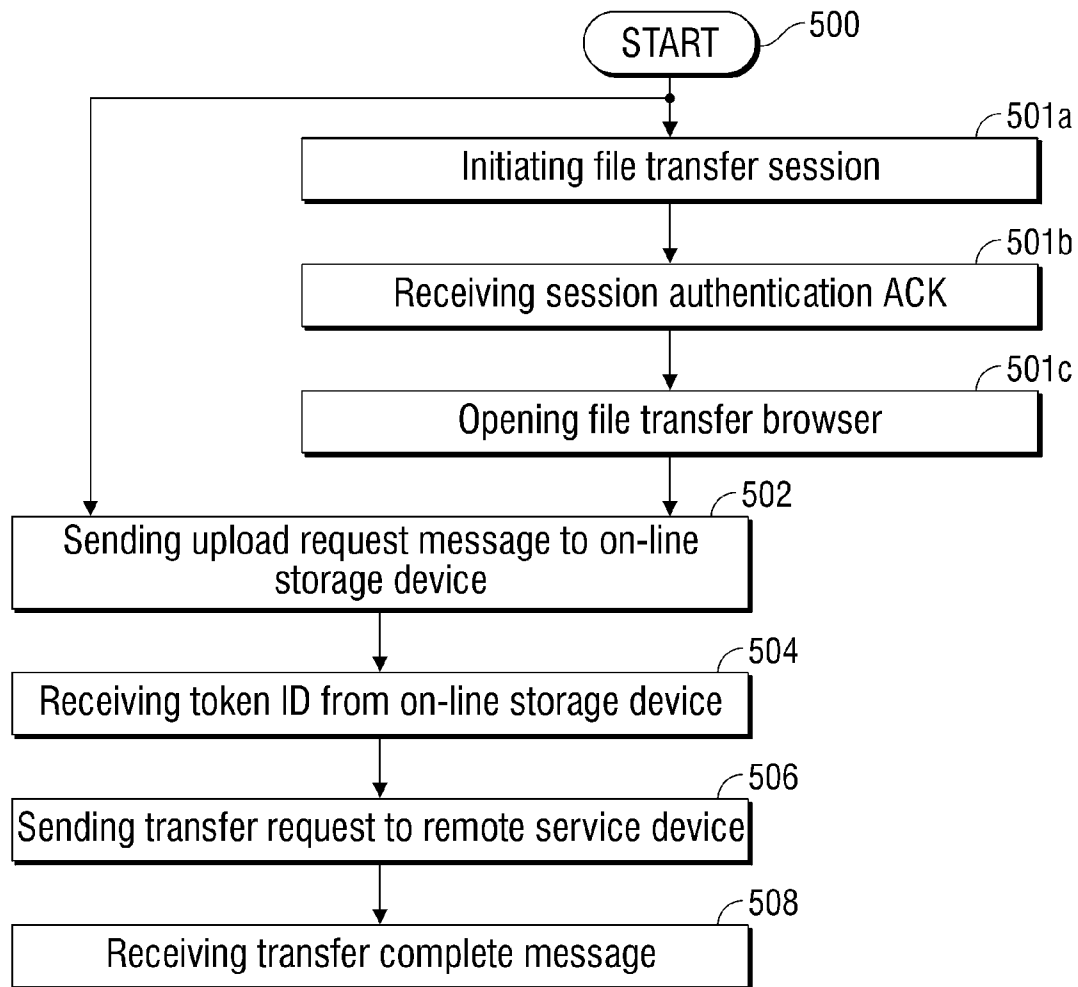 START
500
501a
Initiating file transfer session
501b
Receiving session authentication ACK
501c
Opening file transfer browser
502
Sending upload request message to on-line
storage device
504
Receiving token ID from on-line storage device
506
Sending transfer request to remote service device
508
Receiving transfer complete message